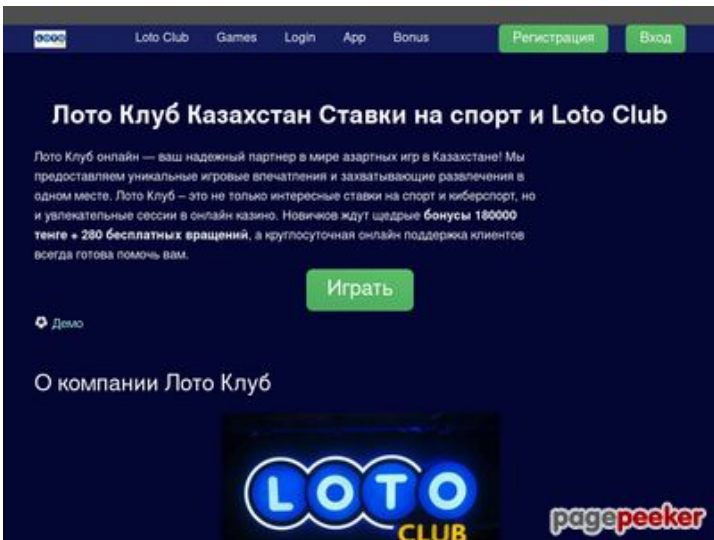 LOTO
Loto Club Games Login App Bonus Регистрация Вход
Лото Клуб Казахстан Ставки на спорт и Loto Club
Лото Клуб онлайн — ваш надежный партнер в мире азартных игр в Казахстане! Мы
предоставляем уникальные игровые впечатления и захватывающие развлечения в
одном месте. Лото Клуб – это не только интересные ставки на спорт и киберспорт, но
и увлекательные сессии в онлайн казино. Новичков ждут щедрые бонусы 180000
тенге + 280 бесплатных вращений, а круглосуточная онлайн поддержка клиентов
всегда готова помочь вам.
Играть
Демо
О компании Лото Клуб
LOTO
CLUB
pagepeeker